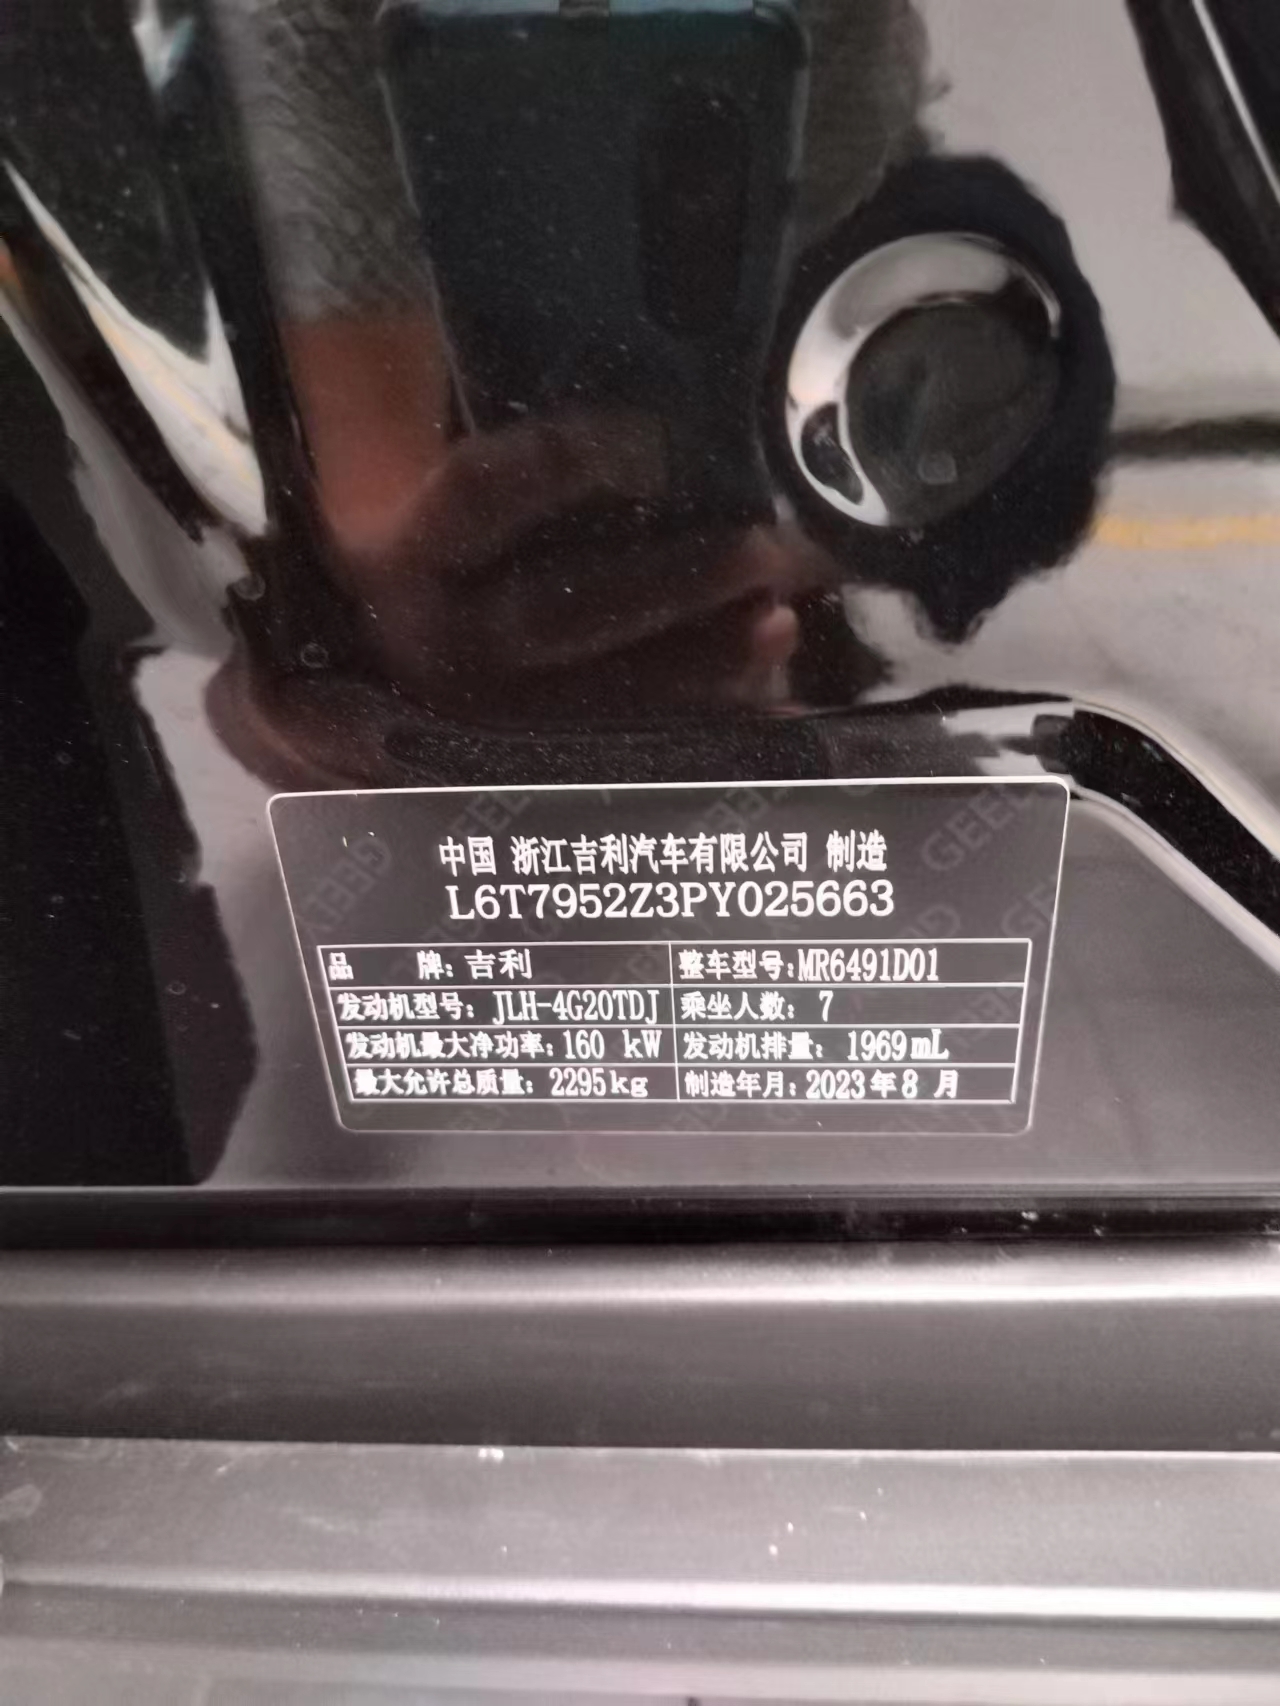 中国 浙江吉利汽车有限公司 制造
L6T7952Z3PY025663
品 牌: 吉利 整车型号: MR6491D01
发动机型号: JLH-4G20TDJ 乘坐人数: 7
发动机最大净功率: 160 kW 发动机排量: 1969mL
最大允许总质量: 2295kg 制造年月: 2023年8 月